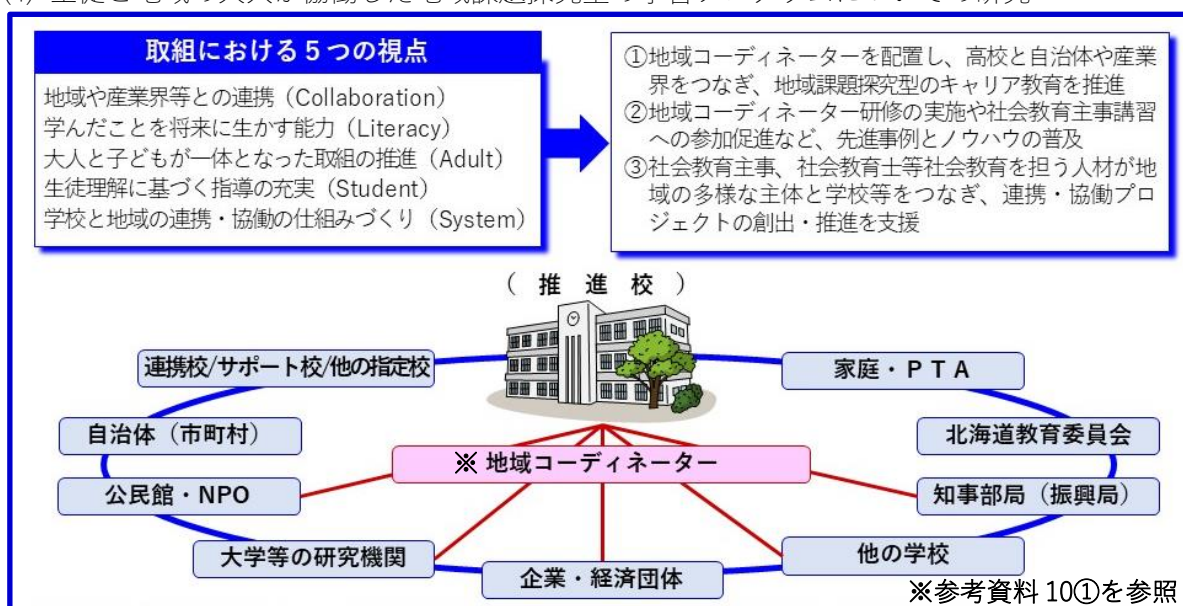 取組における５つの視点
地域や産業界等との連携（Collaboration）
学んだことを将来に生かす能力（Literacy）
大人と子どもが一体となった取組の推進（Adult）
生徒理解に基づく指導の充実（Student）
学校と地域の連携・協働の仕組みづくり（System）
①地域コーディネーターを配置し、高校と自治体や産業
界をつなぎ、地域課題探究型のキャリア教育を推進
②地域コーディネーター研修の実施や社会教育主事講習
への参加促進など、先進事例とノウハウの普及
③社会教育主事、社会教育士等社会教育を担う人材が地
域の多様な主体と学校等をつなぎ、連携・協働プロ
ジェクトの創出・推進を支援
（ 推 進 校 ）
連携校/サポート校/他の指定校
家庭・ＰＴＡ
自治体（市町村）
北海道教育委員会
※ 地域コーディネーター
公民館・NPO
知事部局（振興局）
大学等の研究機関
他の学校
企業・経済団体
※参考資料 10①を参照